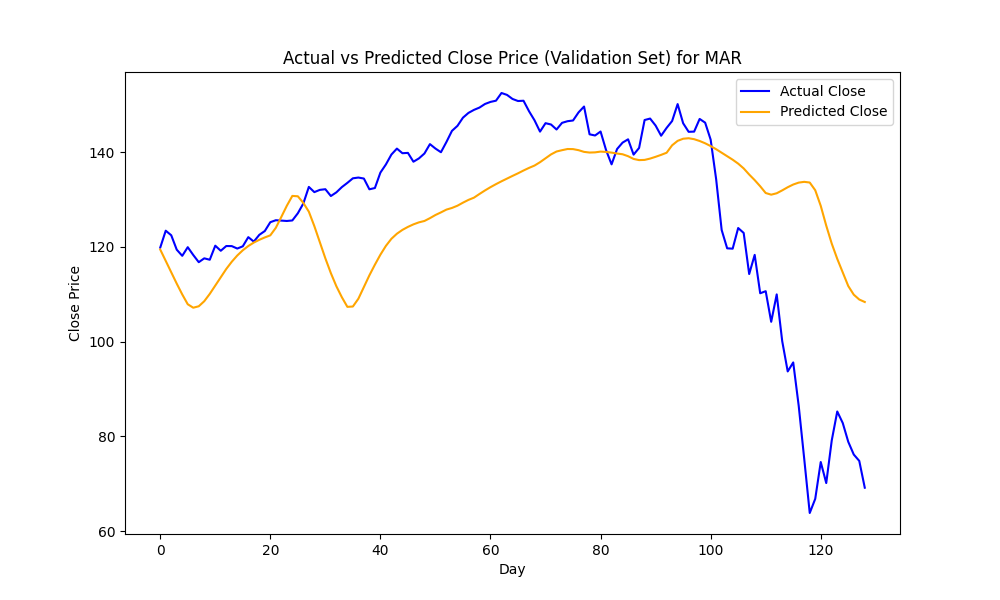 Actual vs Predicted Close Price (Validation Set) for MAR
Actual Close
Predicted Close
Close Price
140
120
100
80
60
0 20 40 60 80 100 120
Day